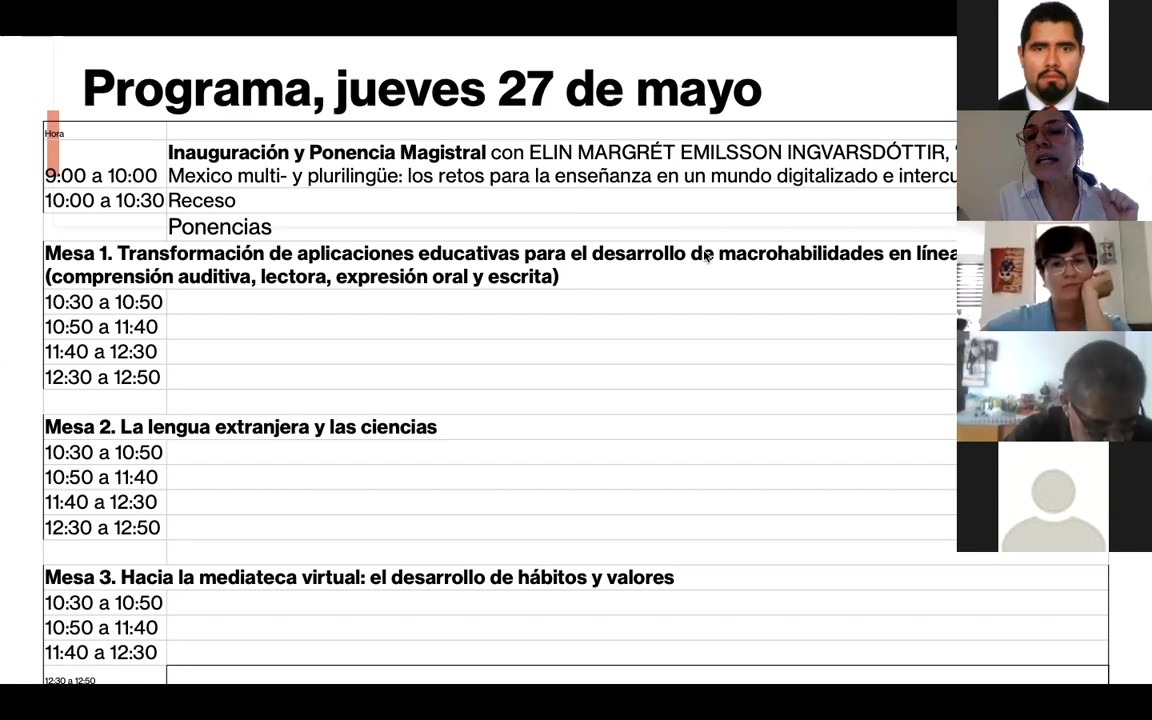 Programa, jueves 27 de mayo
Hora
Inauguración y Ponencia Magistral con ELIN MARGRÉT EMILSSON INGVARSDÓTTIR,
9:00 a 10:00 Mexico multi- y plurilingüe: los retos para la enseñanza en un mundo digitalizado e
10:00 a 10:30 Receso
Ponencias
Mesa 1. Transformación de aplicaciones educativas para el desarrollo de macrohabilidades en línea
(comprensión auditiva, lectora, expresión oral y escrita)
10:30 a 10:50
10:50 a 11:40
11:40 a 12:30
12:30 a 12:50
Mesa 2. La lengua extranjera y las ciencias
10:30 a 10:50
10:50 a 11:40
11:40 a 12:30
12:30 a 12:50
Mesa 3. Hacia la mediateca virtual: el desarrollo de hábitos y valores
10:30 a 10:50
10:50 a 11:40
11:40 a 12:30
12:30 a 12:50